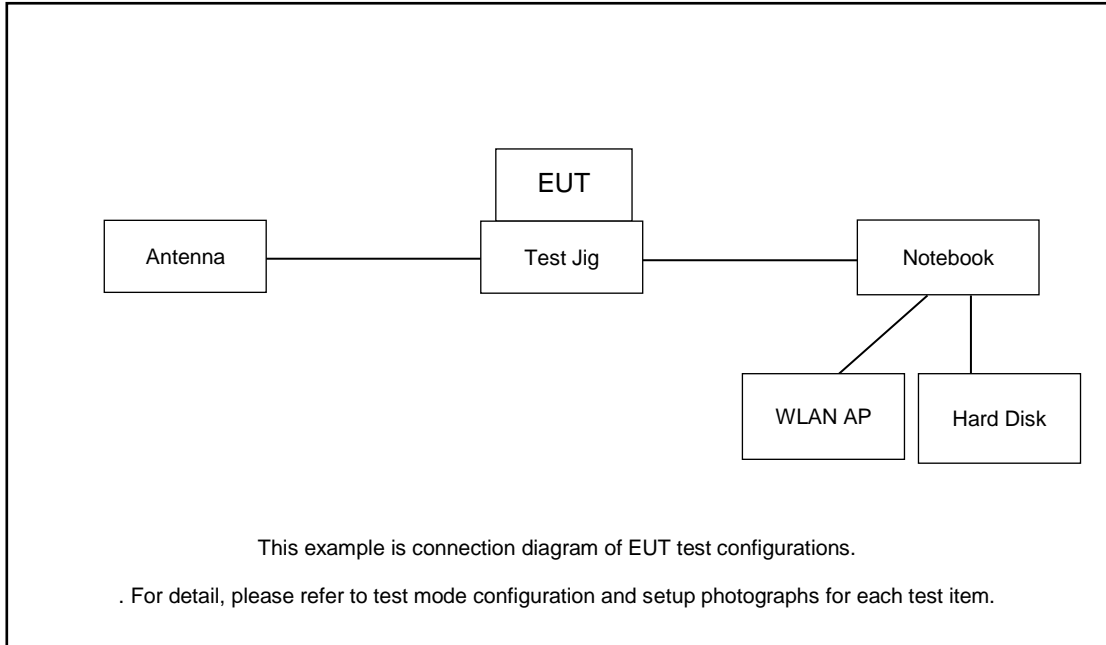 EUT
Antenna
Test Jig
Notebook
WLAN AP
Hard Disk
This example is connection diagram of EUT test configurations.
. For detail, please refer to test mode configuration and setup photographs for each test item.